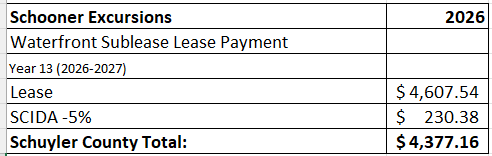 Schooner Excursions 2026
Waterfront Sublease Lease Payment
Year 13 (2026-2027)
Lease $ 4,607.54
SCIDA -5% $ 230.38
Schuyler County Total: $ 4,377.16